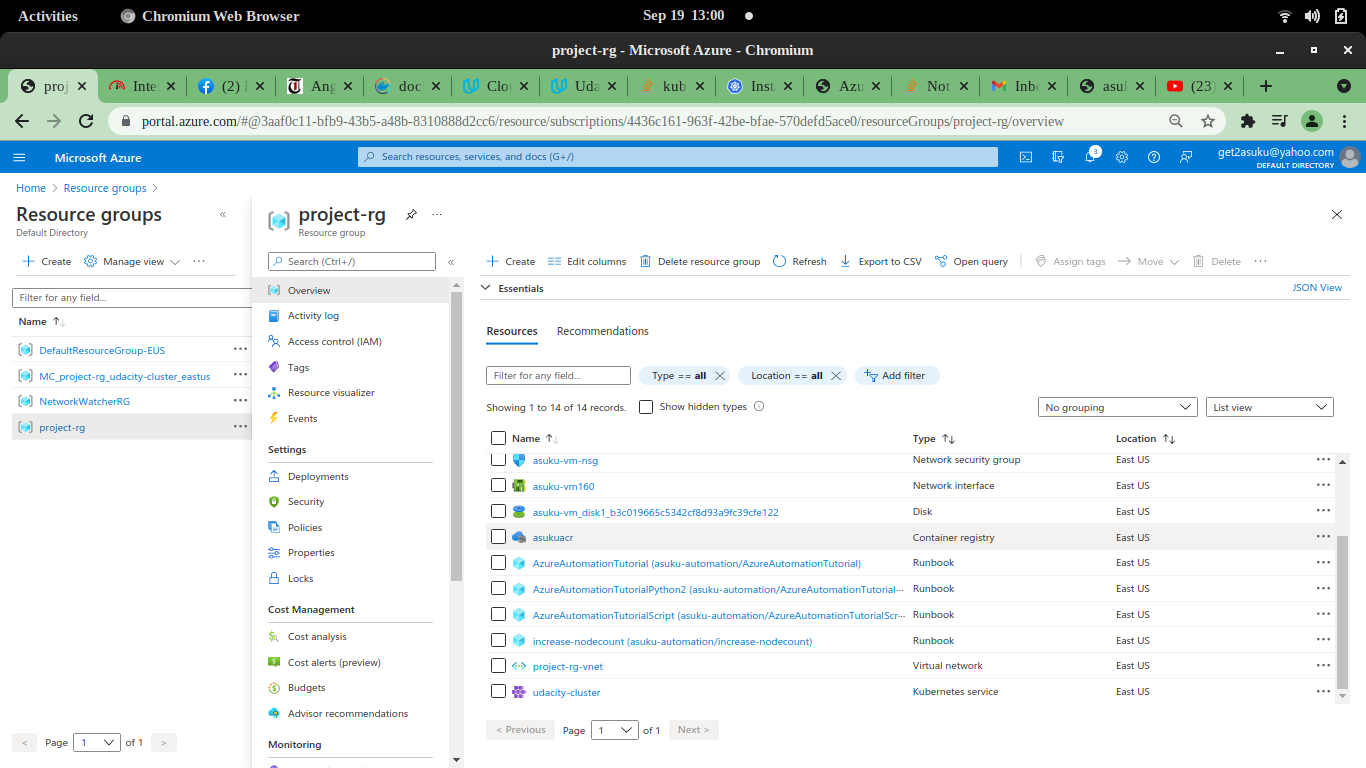 Activities Chromium Web Browser Sep 19 13:00
project-rg - Microsoft Azure - Chromium
proj Inte (2) Ang doc Clo Uda kub Inst Azu Not Inb asu (23)
portal.azure.com/#@3aaf0c11-bfb9-43b5-a48b-8310888d2cc6/resource/subscriptions/4436c161-963f-42be-bfae-570defd5ace0/resourceGroups/project-rg/overview
Microsoft Azure
Search resources, services, and docs (G+/)
3
get2asuku@yahoo.com
DEFAULT DIRECTORY
Home > Resource groups >
Resource groups «
Default Directory
Create Manage view ···
Filter for any field...
Name ↑↓
DefaultResourceGroup-EUS ···
MC_project-rg_udacity-cluster_eastus ···
NetworkWatcherRG ···
project-rg ···
< Page 1 of 1 >
project-rg ···
Resource group
Search (Ctrl+/) «
Overview
Activity log
Access control (IAM)
Tags
Resource visualizer
Events
Settings
Deployments
Security
Policies
Properties
Locks
Cost Management
Cost analysis
Cost alerts (preview)
Budgets
Advisor recommendations
Monitoring
Create Edit columns Delete resource group Refresh Export to CSV Open query Assign tags Move Delete ···
Essentials JSON View
Resources Recommendations
Filter for any field... Type == all Location == all Add filter
Showing 1 to 14 of 14 records. Show hidden types No grouping List view
Name ↑↓ Type ↑↓ Location ↑↓
asuku-vm-nsg Network security group East US ···
asuku-vm160 Network interface East US ···
asuku-vm_disk1_b3c019665c5342cf8d93a9fc39cfe122 Disk East US ···
asukuacr Container registry East US ···
AzureAutomationTutorial (asuku-automation/AzureAutomationTutorial) Runbook East US ···
AzureAutomationTutorialPython2 (asuku-automation/AzureAutomationTutorial··· Runbook East US ···
AzureAutomationTutorialScript (asuku-automation/AzureAutomationTutorialScr··· Runbook East US ···
increase-nodecount (asuku-automation/increase-nodecount) Runbook East US ···
project-rg-vnet Virtual network East US ···
udacity-cluster Kubernetes service East US ···
< Previous Page 1 of 1 Next >